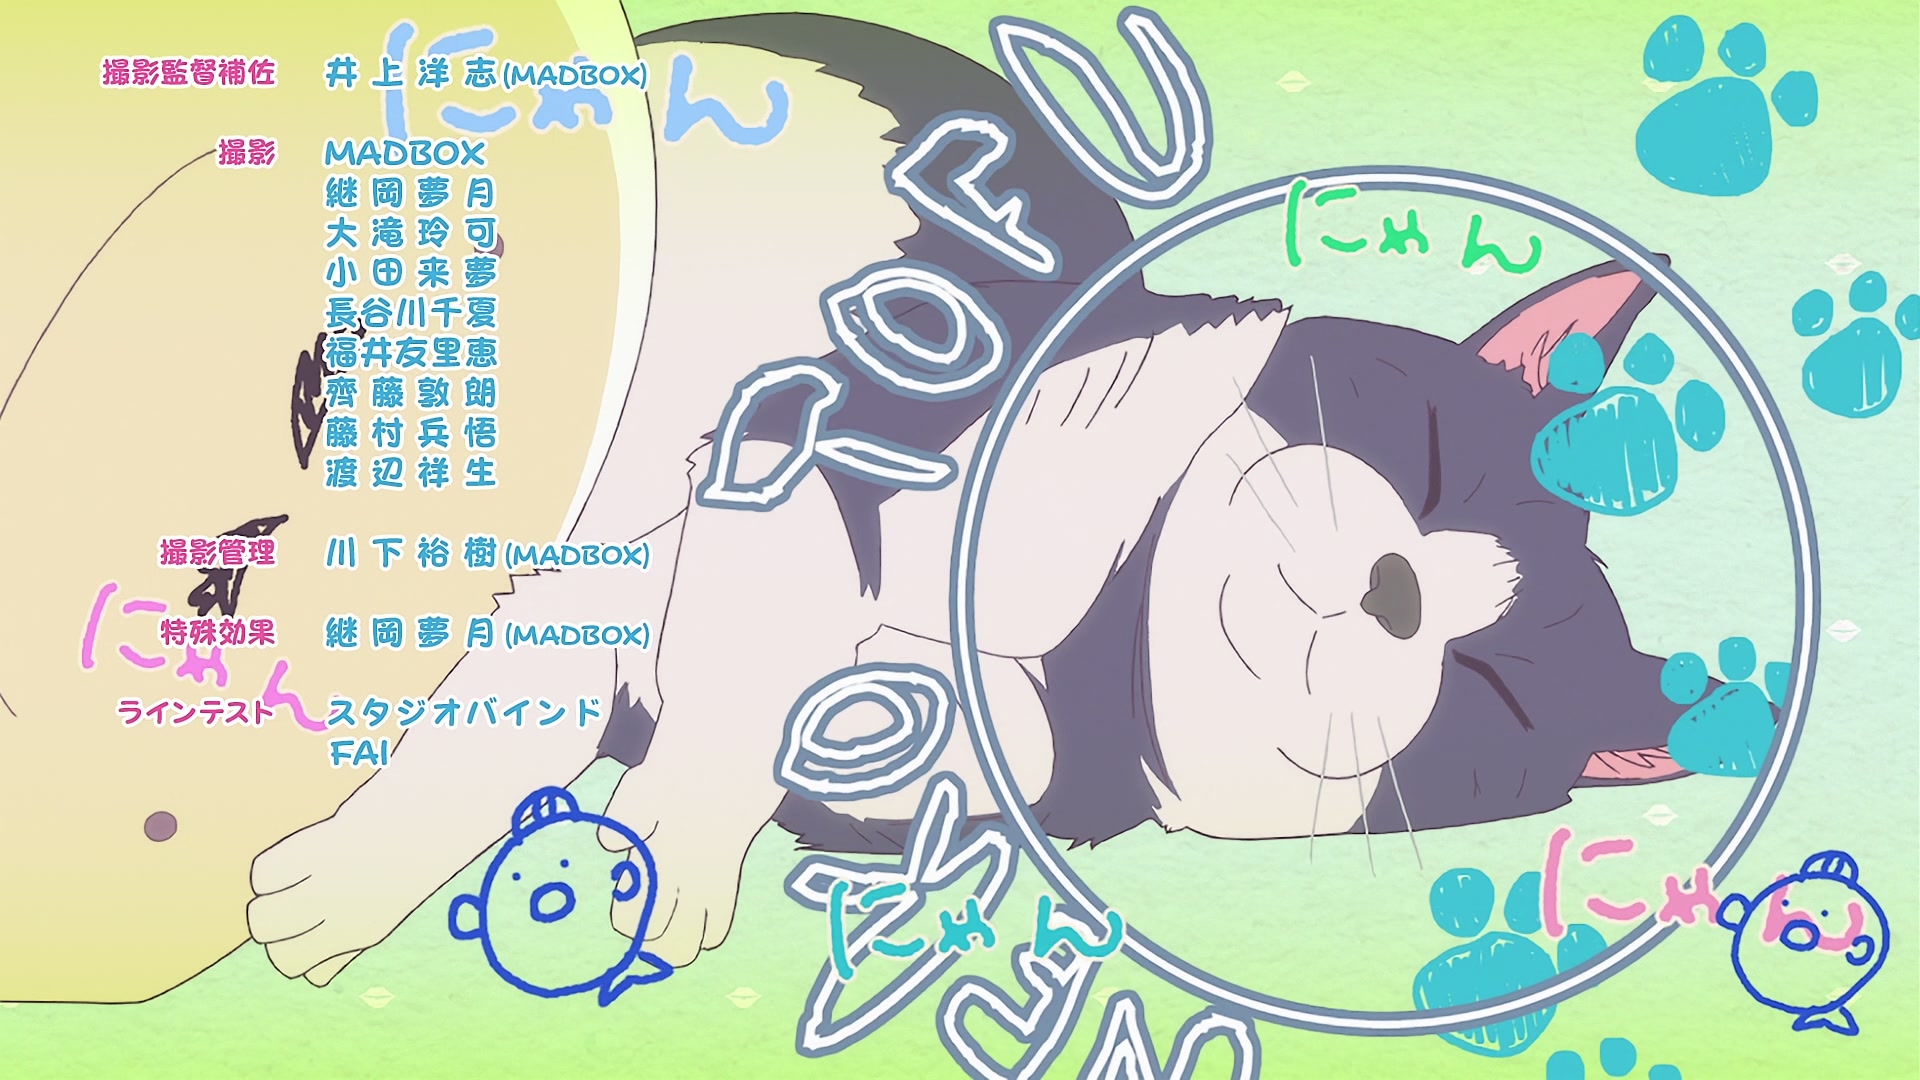 撮影監督補佐 井上洋志(MADBOX)
撮影 MADBOX
継岡夢月
大滝玲可
小田来夢
長谷川千夏
福井友里恵
齊藤敦朗
藤村兵悟
渡辺祥生
撮影管理 川下裕樹(MADBOX)
特殊効果 継岡夢月(MADBOX)
ラインテスト スタジオバインド
FAI
にゃん
にゃん
にゃん
にゃん
にゃん